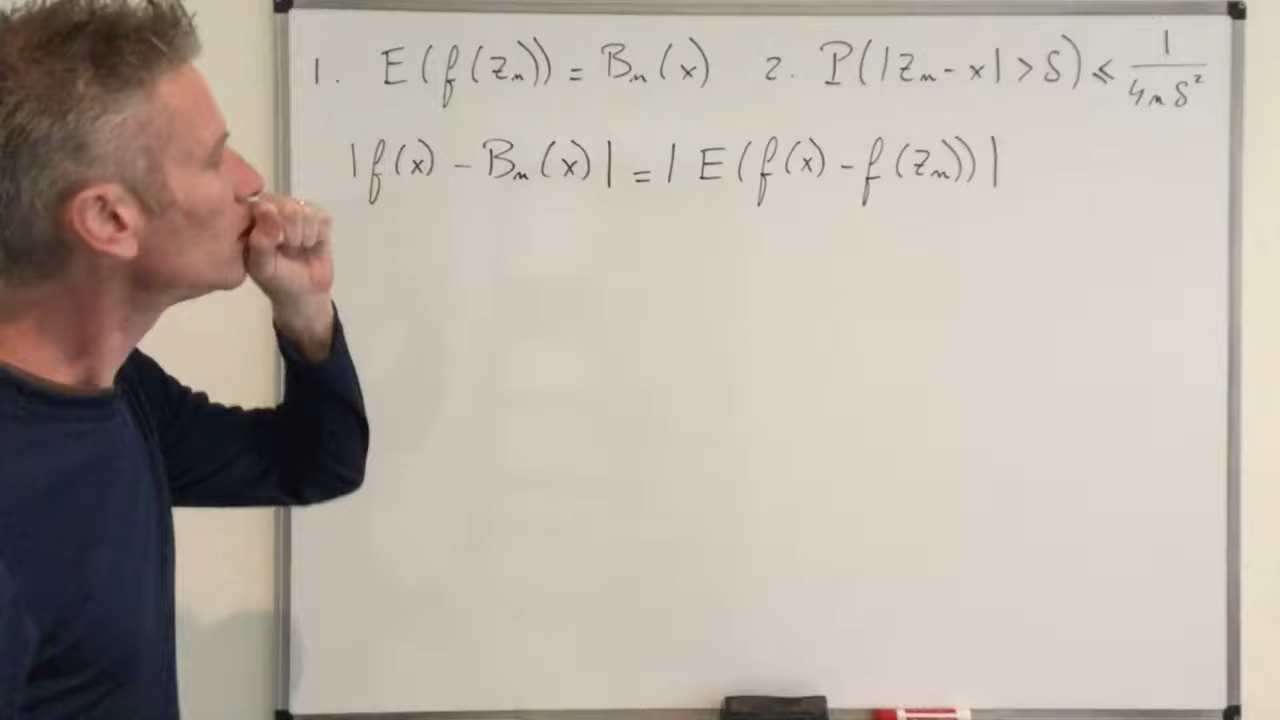 1. E(f(Zₙ)) = Bₙ(x) 2. P(|Zₙ - x| > δ) ≤ 1/(4nδ²)
|f(x) - Bₙ(x)| = |E(f(x) - f(Zₙ))|